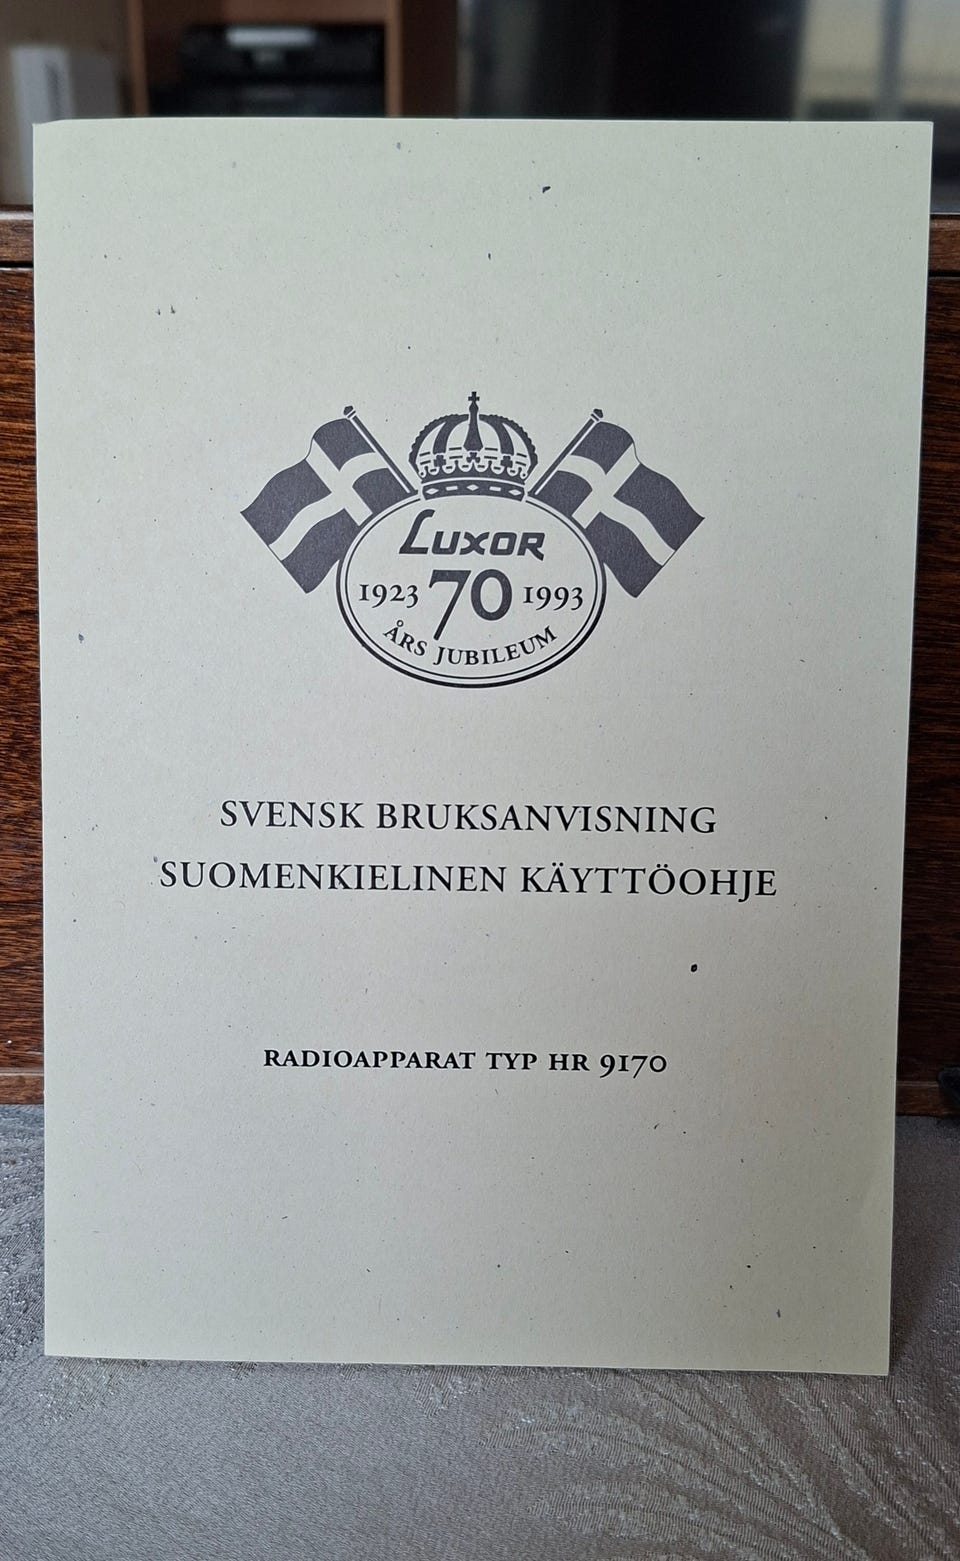 LUXOR
1923 70 1993
ÅRS JUBILEUM
SVENSK BRUKSANVISNING
SUOMENKIELINEN KÄYTTÖOHJE
RADIOAPPARAT TYP HR 9170